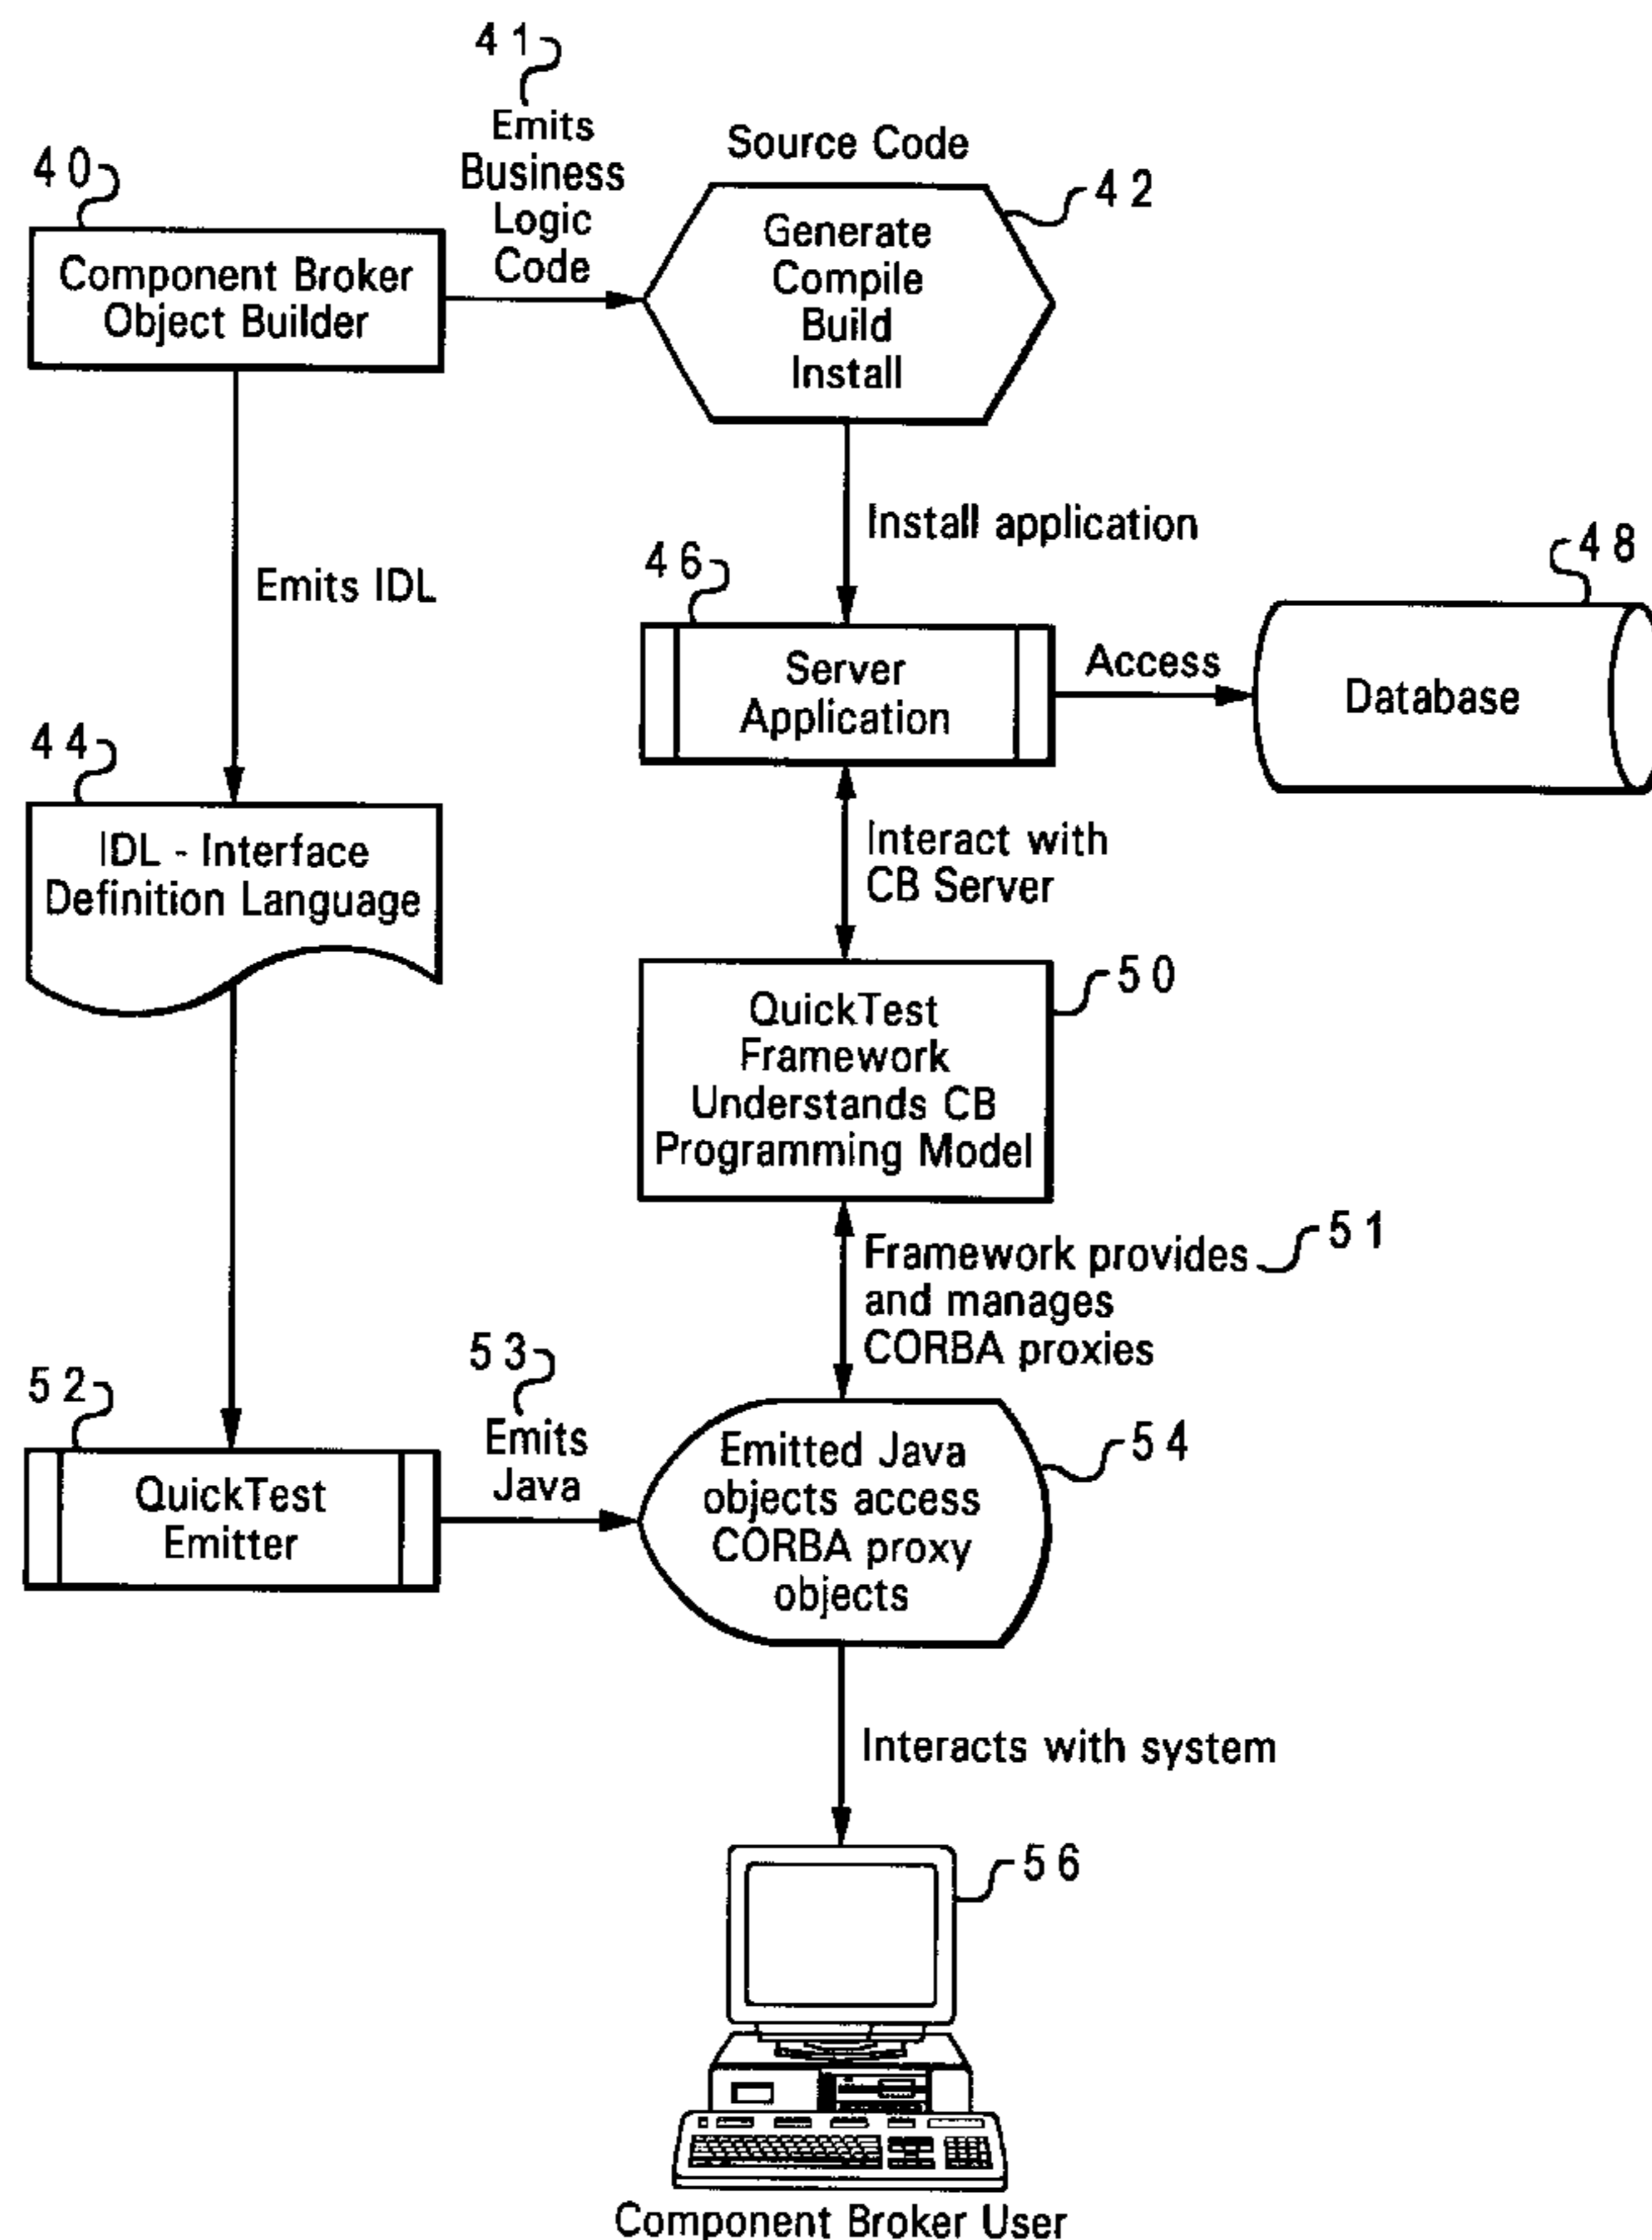 41
Emits
Business
Logic
Code
40
Component Broker
Object Builder
Source Code
42
Generate
Compile
Build
Install
Install application
Emits IDL
46
Server
Application
Access
48
Database
44
IDL - Interface
Definition Language
Interact with
CB Server
50
QuickTest
Framework
Understands CB
Programming Model
Framework provides
and manages
CORBA proxies
51
52
QuickTest
Emitter
53
Emits
Java
54
Emitted Java
objects access
CORBA proxy
objects
Interacts with system
56
Component Broker User